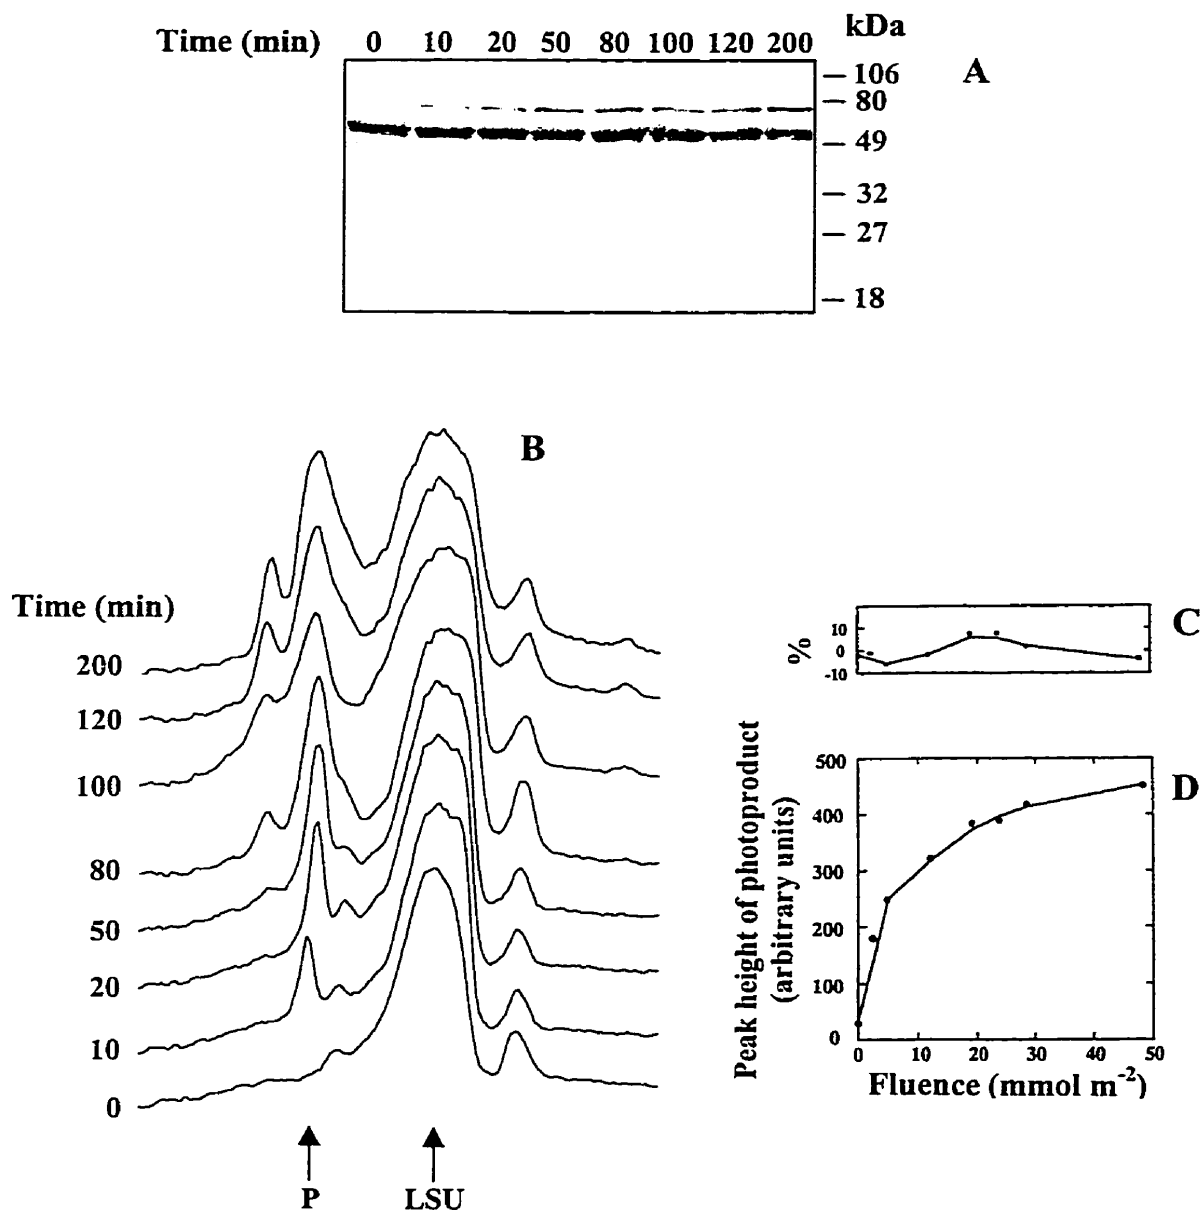 kDa
Time (min) 0 10 20 50 80 100 120 200
A
106
80
49
32
27
18
B
Time (min)
200
120
100
80
50
20
10
0
P
LSU
C
%
10
0
-10
D
Peak height of photoproduct
(arbitrary units)
500
400
300
200
100
0
0 10 20 30 40 50
Fluence (mmol m-2)